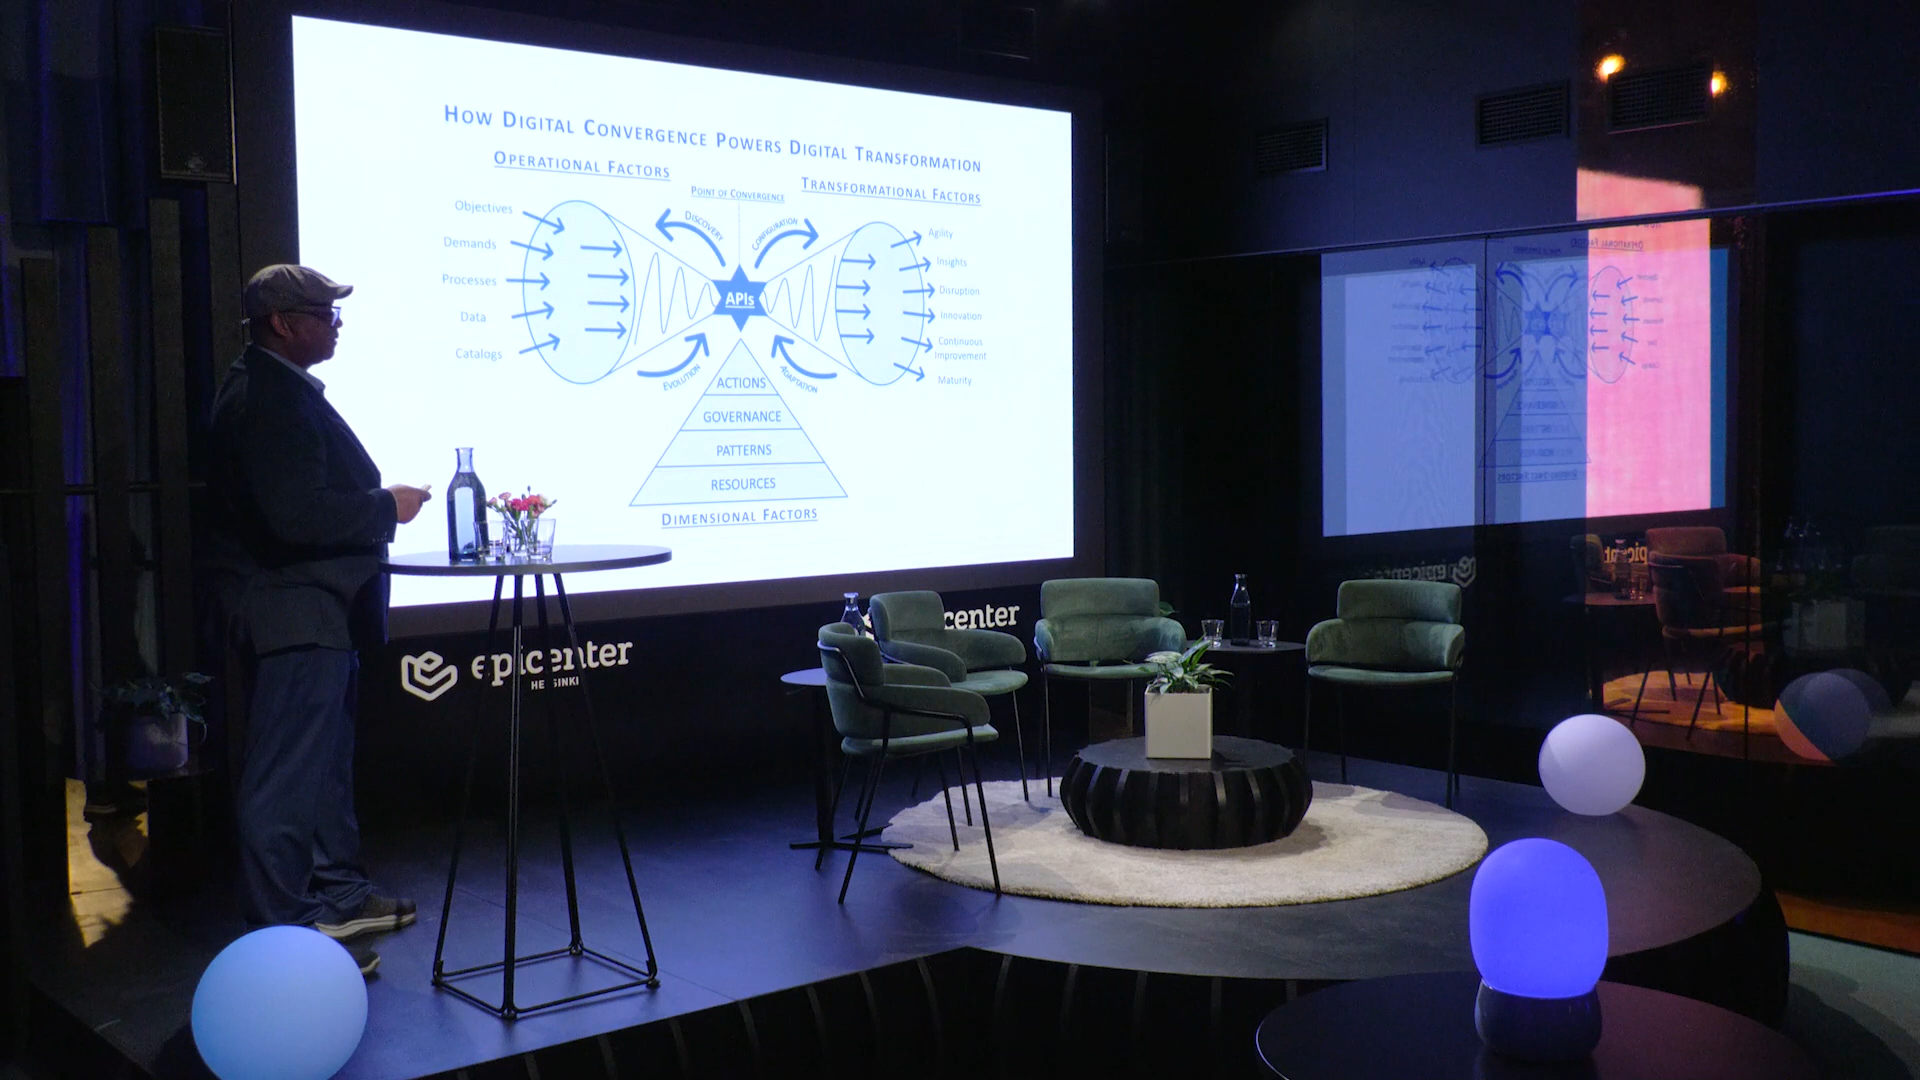 How Digital Convergence Powers Digital Transformation
Operational Factors
Point of Convergence
Transformational Factors
Objectives
Demands
Processes
Data
Catalogs
Discovery
Configuration
APIs
Evolution
Adaptation
Agility
Insights
Disruption
Innovation
Continuous
Improvement
Maturity
ACTIONS
GOVERNANCE
PATTERNS
RESOURCES
Dimensional Factors
epicenter
HELSINKI
center